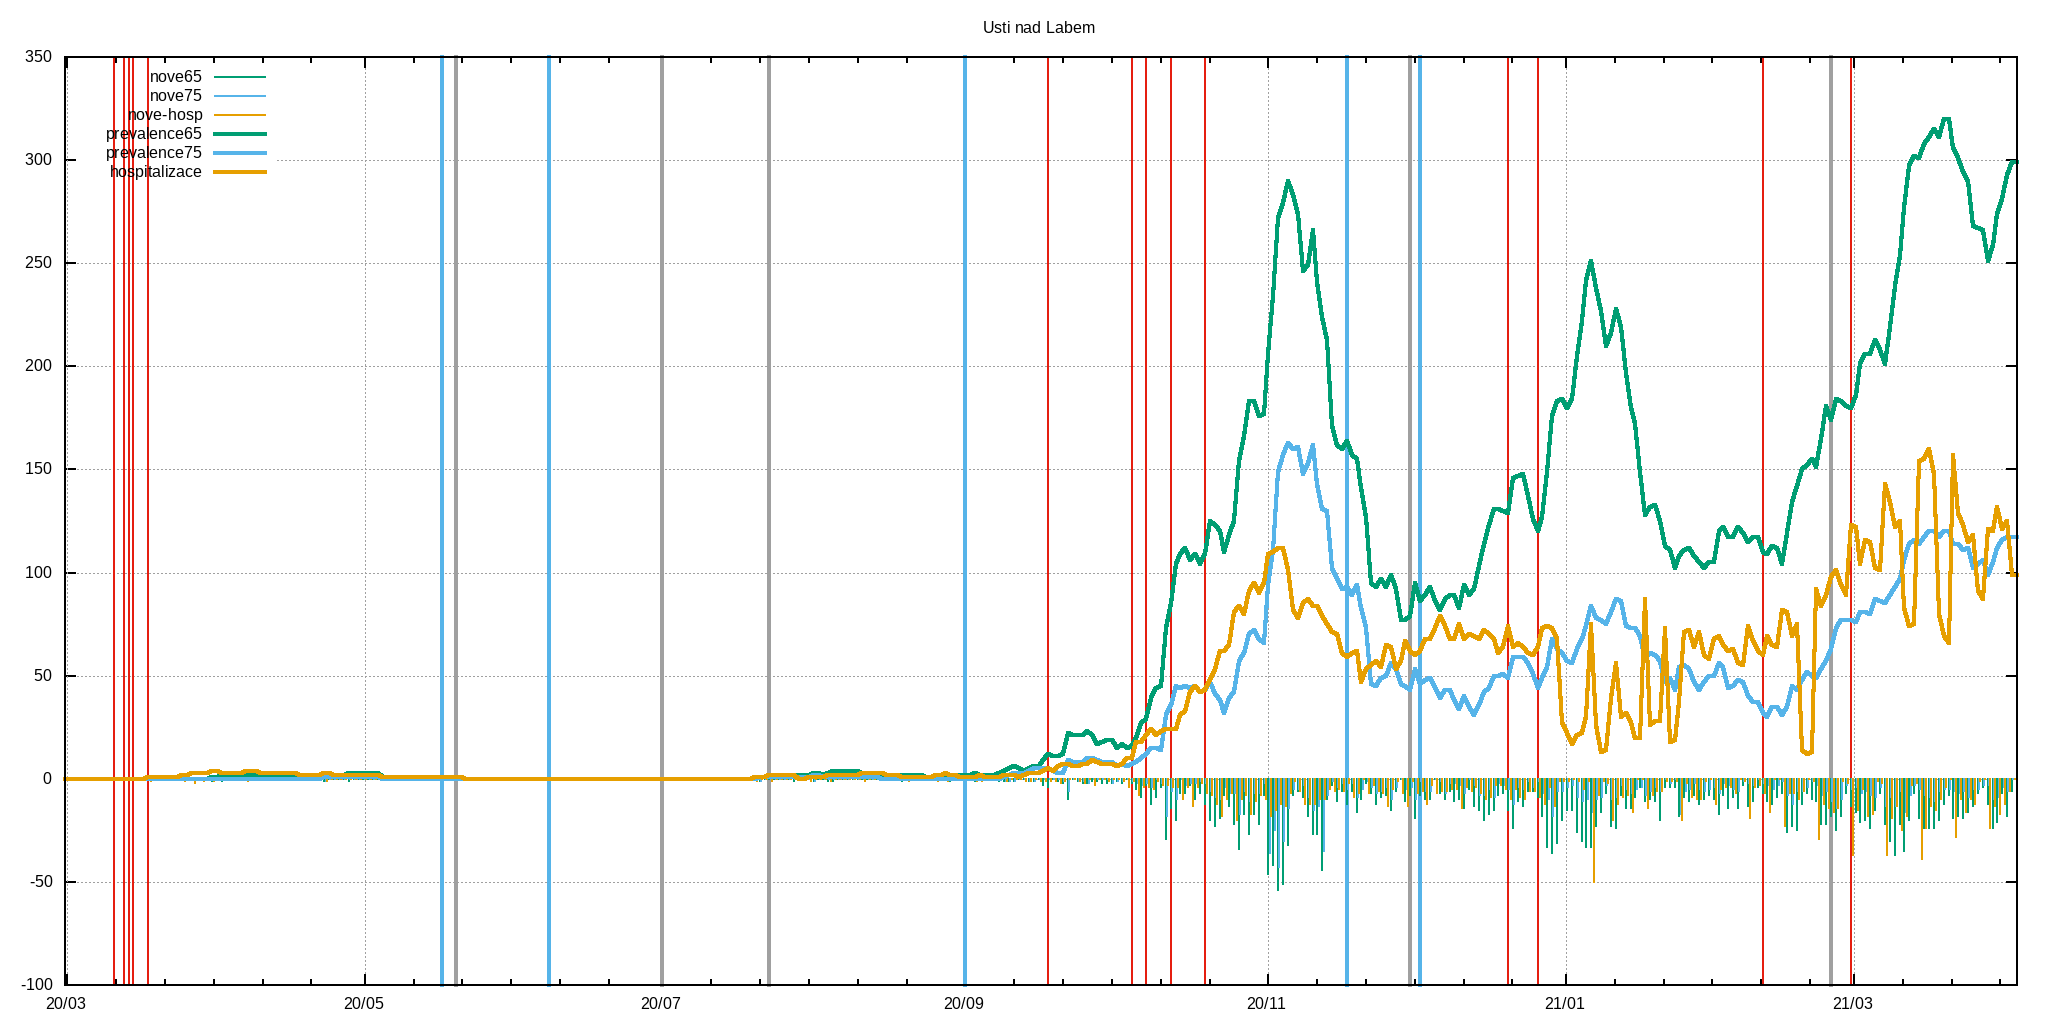 Usti nad Labem
350
nove65
nove75
nove-hosp
prevalence65
prevalence75
hospitalizace
300
250
200
150
100
50
0
-50
-100
20/03 20/05 20/07 20/09 20/11 21/01 21/03